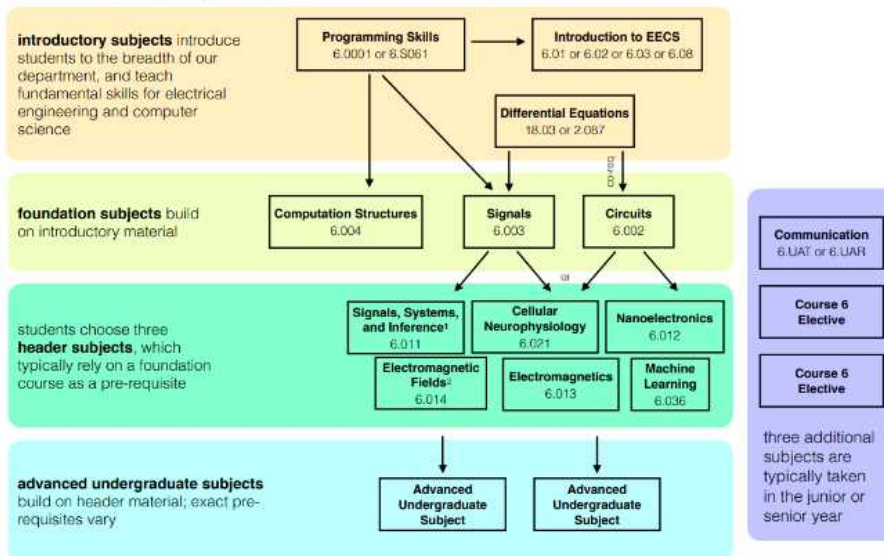 introductory subjects introduce
students to the breadth of our
department, and teach
fundamental skills for electrical
engineering and computer
science
Programming Skills
6.0001 or 6.S061
Introduction to EECS
6.01 or 6.02 or 6.03 or 6.08
Differential Equations
18.03 or 2.087
co-req
foundation subjects build
on introductory material
Computation Structures
6.004
Signals
6.003
Circuits
6.002
or
students choose three
header subjects, which
typically rely on a foundation
course as a pre-requisite
Signals, Systems,
and Inference¹
6.011
Cellular
Neurophysiology
6.021
Nanoelectronics
6.012
Electromagnetic
Fields²
6.014
Electromagnetics
6.013
Machine
Learning
6.036
advanced undergraduate subjects
build on header material; exact pre-
requisites vary
Advanced
Undergraduate
Subject
Advanced
Undergraduate
Subject
Communication
6.UAT or 6.UAR
Course 6
Elective
Course 6
Elective
three additional
subjects are
typically taken
in the junior or
senior year